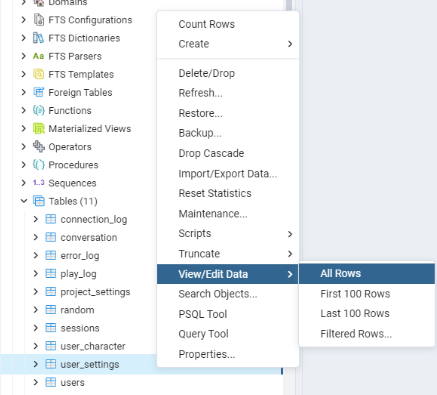 Domains
FTS Configurations
FTS Dictionaries
Aa FTS Parsers
FTS Templates
Foreign Tables
Functions
Materialized Views
Operators
Procedures
1..3 Sequences
Tables (11)
connection_log
conversation
error_log
play_log
project_settings
random
sessions
user_character
user_settings
users
Count Rows
Create
Delete/Drop
Refresh...
Restore...
Backup...
Drop Cascade
Import/Export Data...
Reset Statistics
Maintenance...
Scripts
Truncate
View/Edit Data
Search Objects...
PSQL Tool
Query Tool
Properties...
All Rows
First 100 Rows
Last 100 Rows
Filtered Rows...